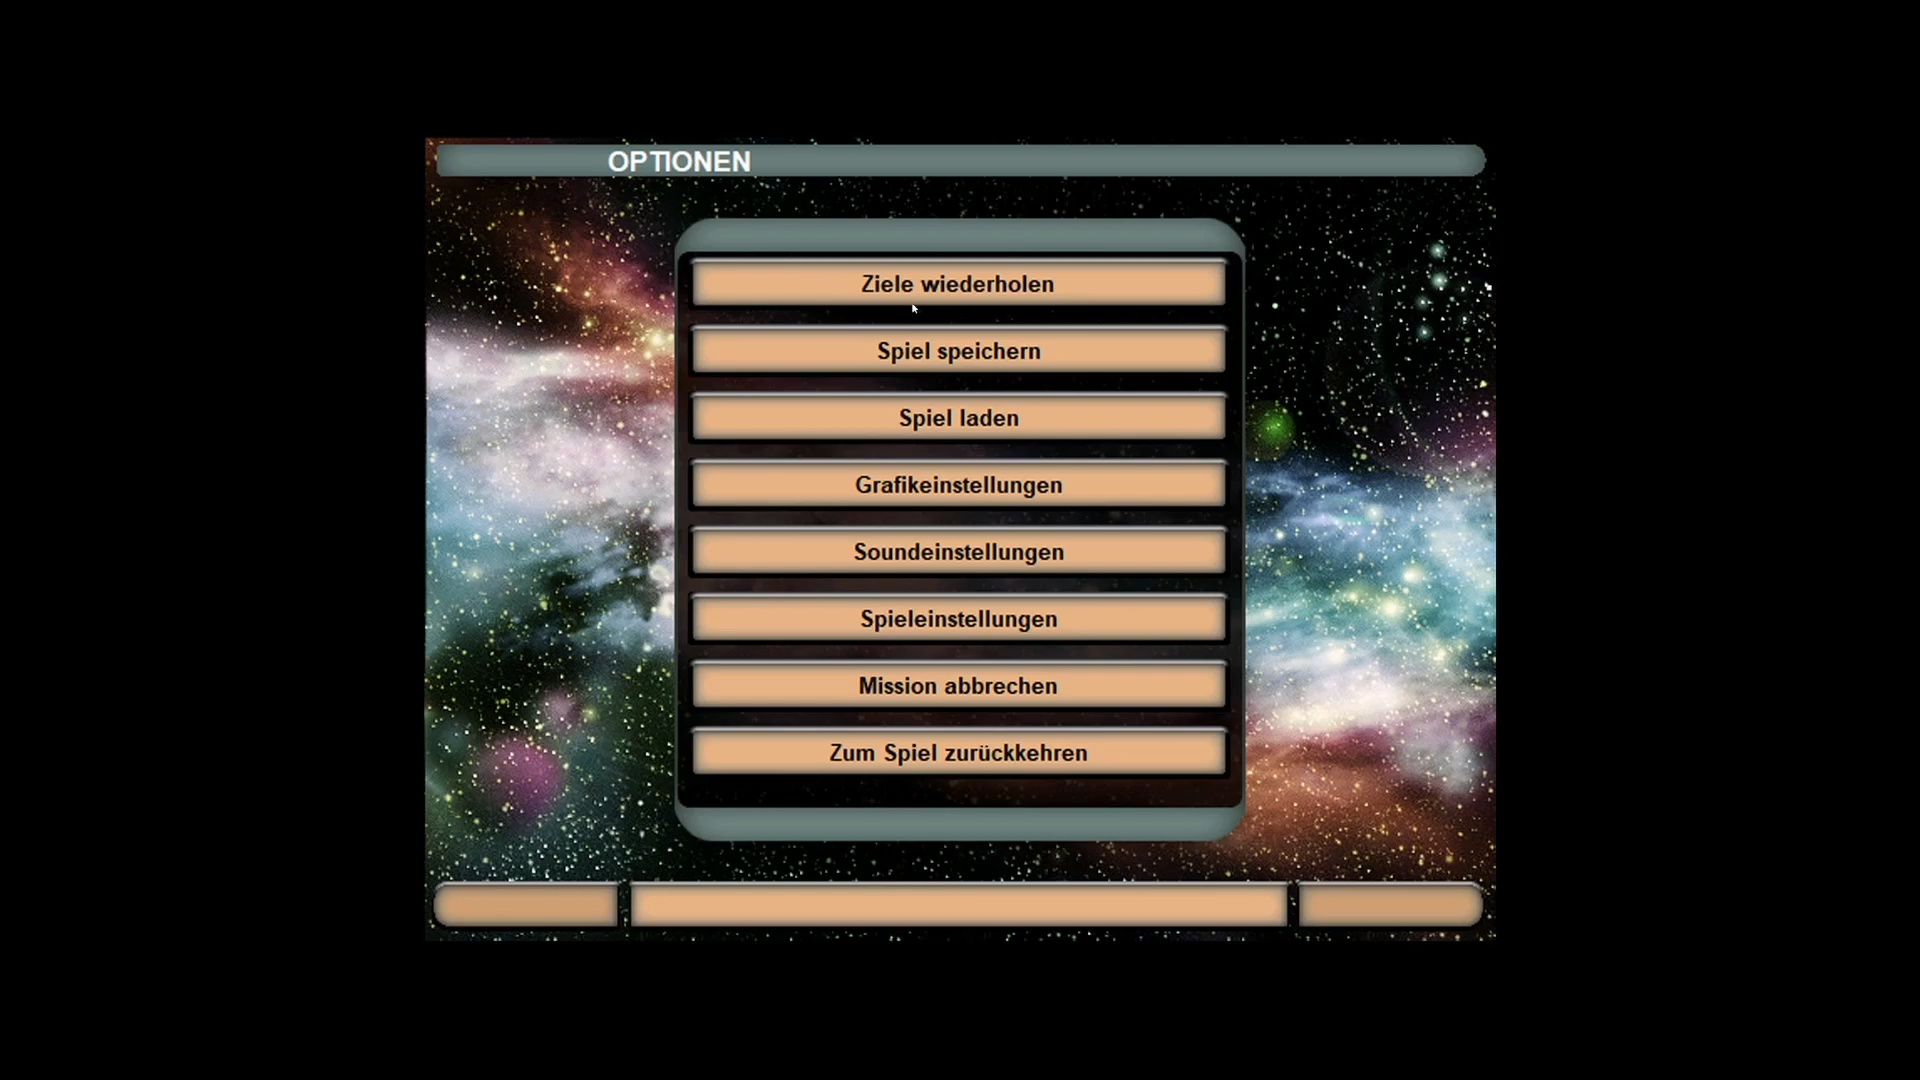 OPTIONEN
Ziele wiederholen
Spiel speichern
Spiel laden
Grafikeinstellungen
Soundeinstellungen
Spieleinstellungen
Mission abbrechen
Zum Spiel zurückkehren